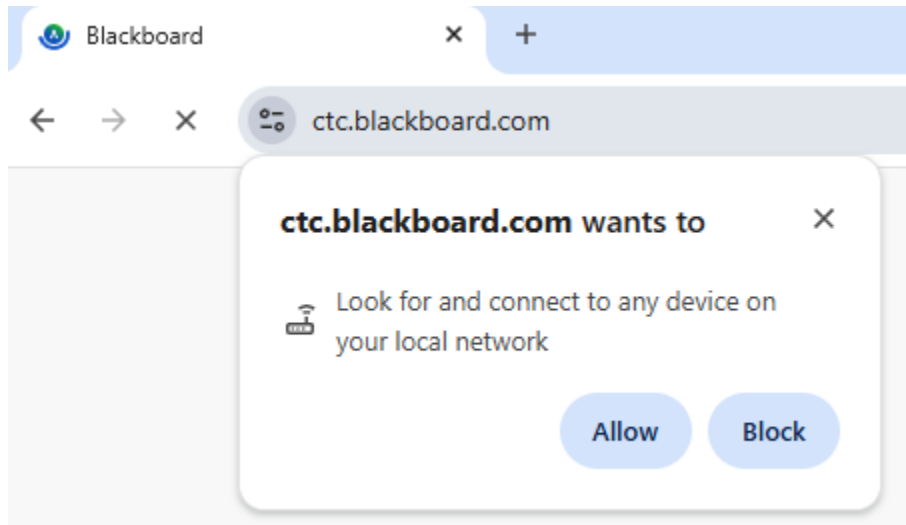 Blackboard
ctc.blackboard.com
ctc.blackboard.com wants to
Look for and connect to any device on
your local network
Allow
Block